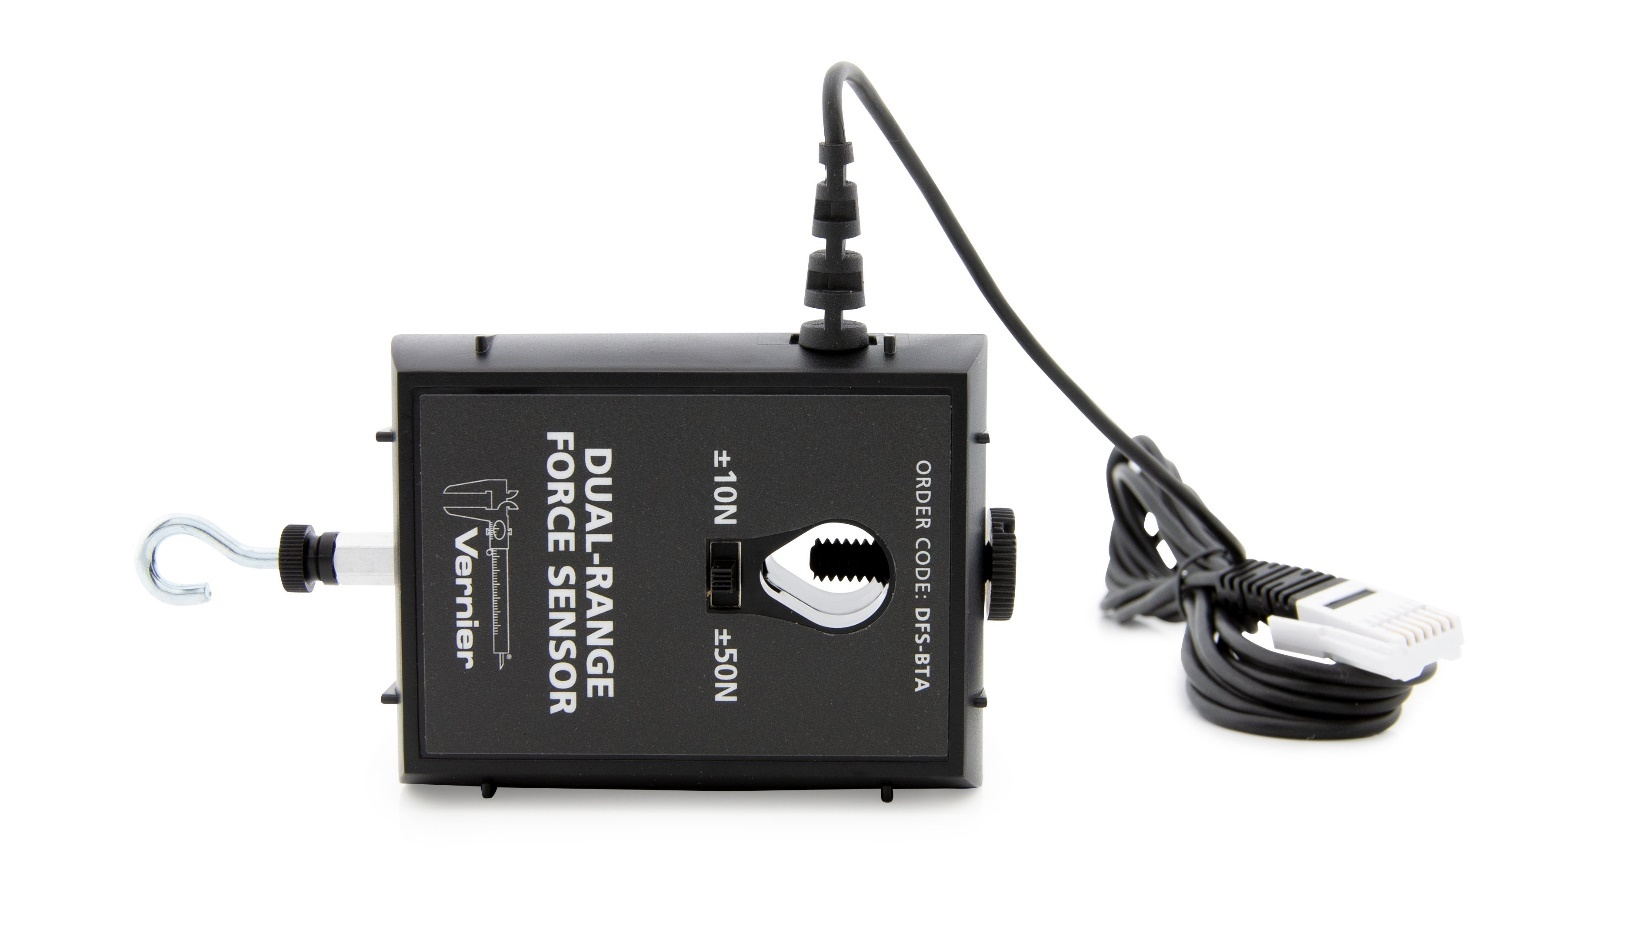 ORDER CODE: DFS-BTA
±10N
±50N
DUAL-RANGE
FORCE SENSOR
Vernier